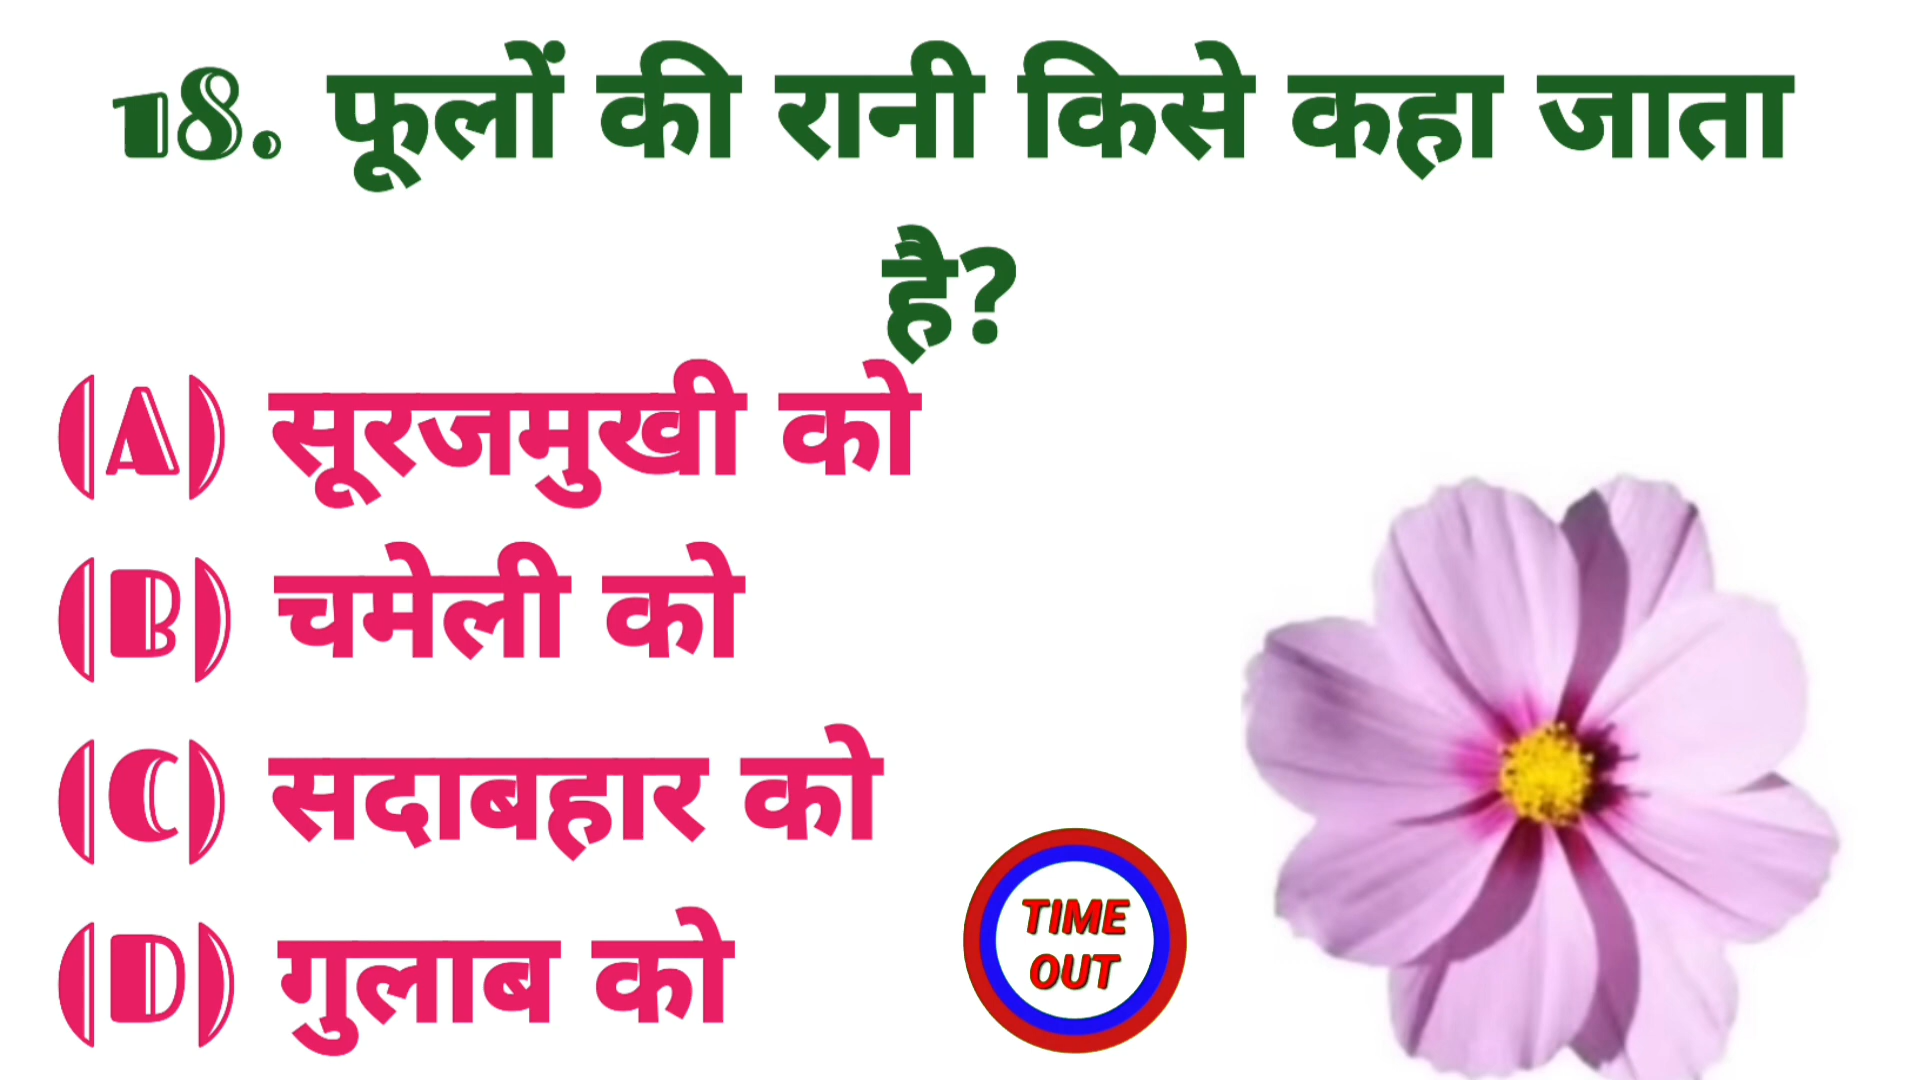 18. फूलों की रानी किसे कहा जाता
है?
(A) सूरजमुखी को
(B) चमेली को
(C) सदाबहार को
(D) गुलाब को
TIME
OUT